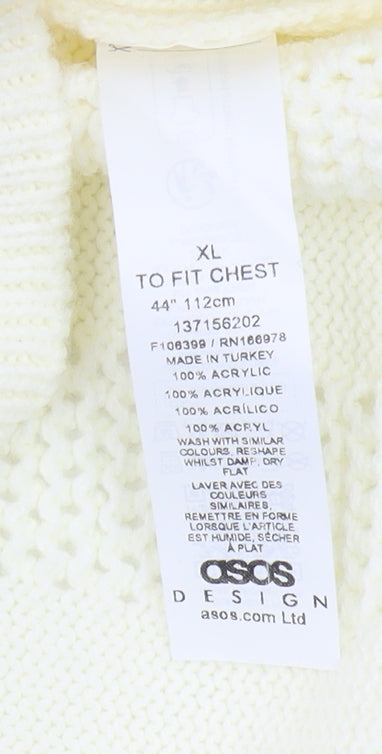 XL
TO FIT CHEST
44" 112cm
137156202
F106399 / RN166978
MADE IN TURKEY
100% ACRYLIC
100% ACRYLIQUE
100% ACRÍLICO
100% ACRYL
WASH WITH SIMILAR
COLOURS, RESHAPE
WHILST DAMP, DRY
FLAT
LAVER AVEC DES
COULEURS
SIMILAIRES,
REMETTRE EN FORME
LORSQUE L'ARTICLE
EST HUMIDE, SÉCHER
À PLAT
asos
DESIGN
asos.com Ltd